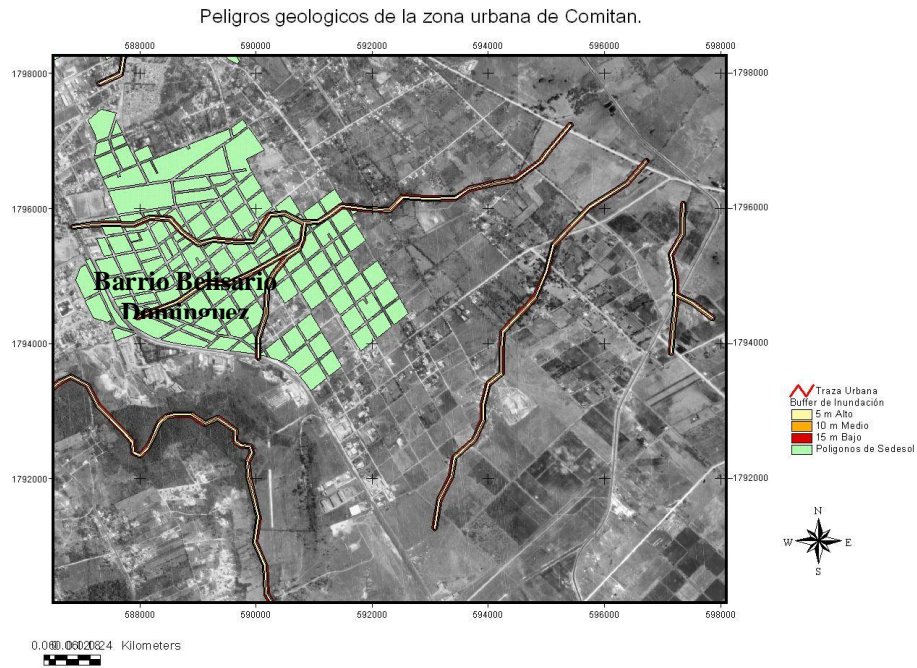 Peligros geologicos de la zona urbana de Comitan.
588000 590000 592000 594000 596000 598000
1798000 1798000
1796000 1796000
Barrio Belisario
Dominguez
1794000 1794000
1792000 1792000
588000 590000 592000 594000 596000 598000
Traza Urbana
Buffer de Inundación
5 m Alto
10 m Medio
15 m Bajo
Poligonos de Sedesol
N
W E
S
Kilometers